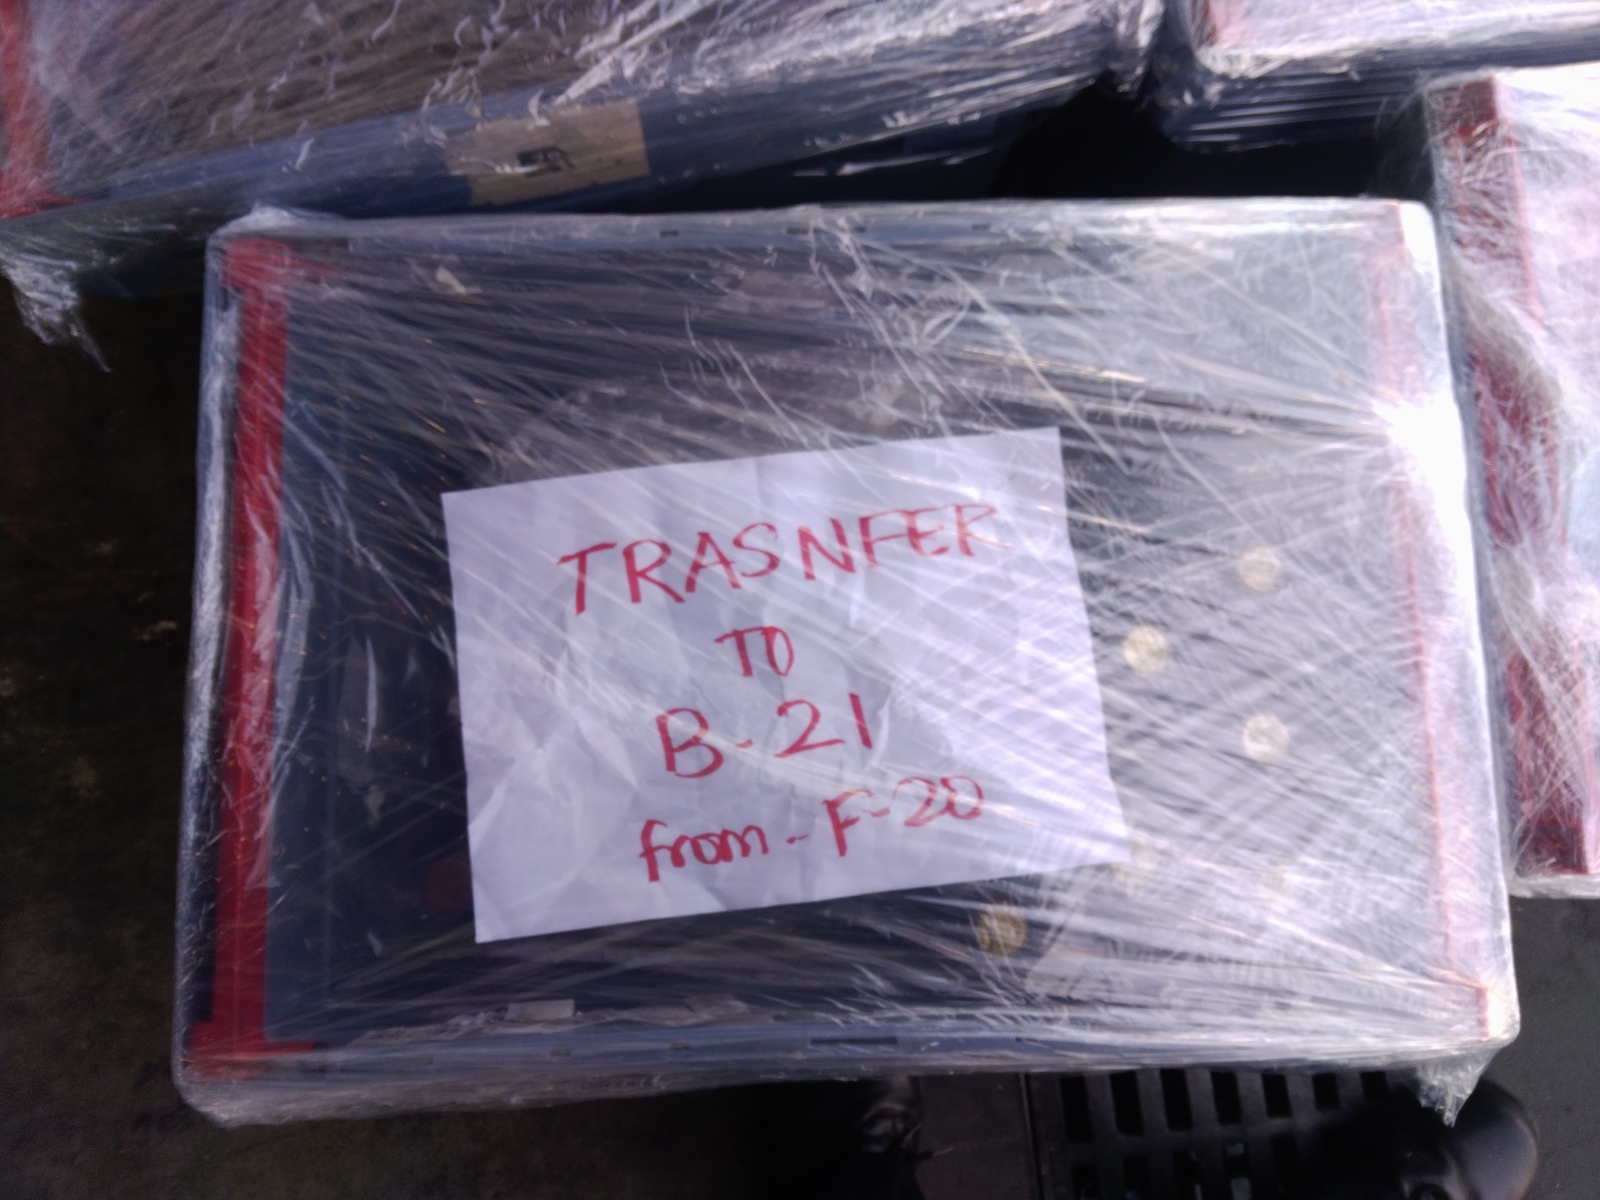 TRASNFER
TO
B-21
from-F-20